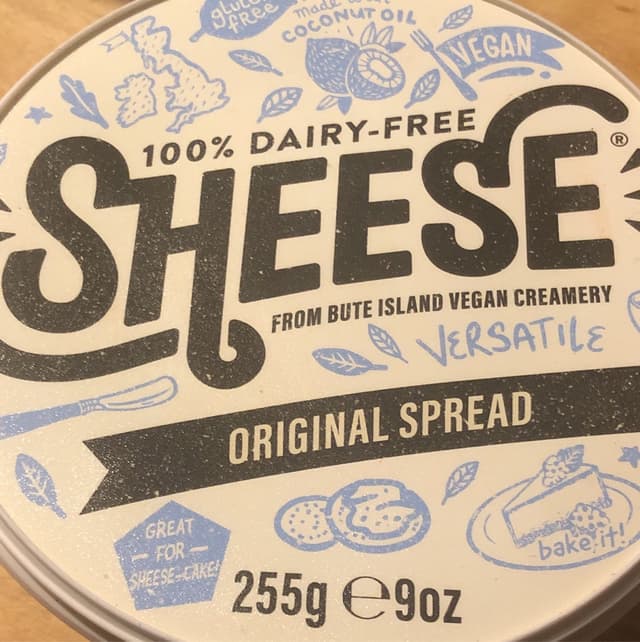 gluten
free
made with
COCONUT OIL
VEGAN
100% DAIRY-FREE
SHEESE®
FROM BUTE ISLAND VEGAN CREAMERY
VERSATILE
ORIGINAL SPREAD
GREAT
FOR
SHEESE-CAKE!
bake it!
255g ℮ 9oz